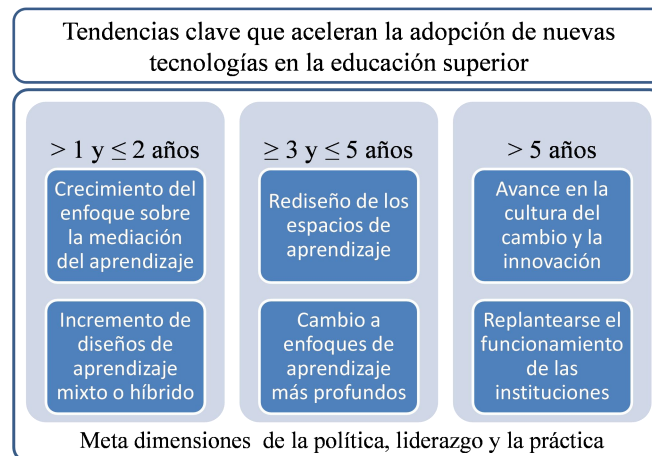 Tendencias clave que aceleran la adopción de nuevas
tecnologías en la educación superior
> 1 y ≤ 2 años
Crecimiento del
enfoque sobre
la mediación
del aprendizaje
Incremento de
diseños de
aprendizaje
mixto o híbrido
≥ 3 y ≤ 5 años
Rediseño de los
espacios de
aprendizaje
Cambio a
enfoques de
aprendizaje
más profundos
> 5 años
Avance en la
cultura del
cambio y la
innovación
Replantearse el
funcionamiento
de las
instituciones
Meta dimensiones de la política, liderazgo y la práctica